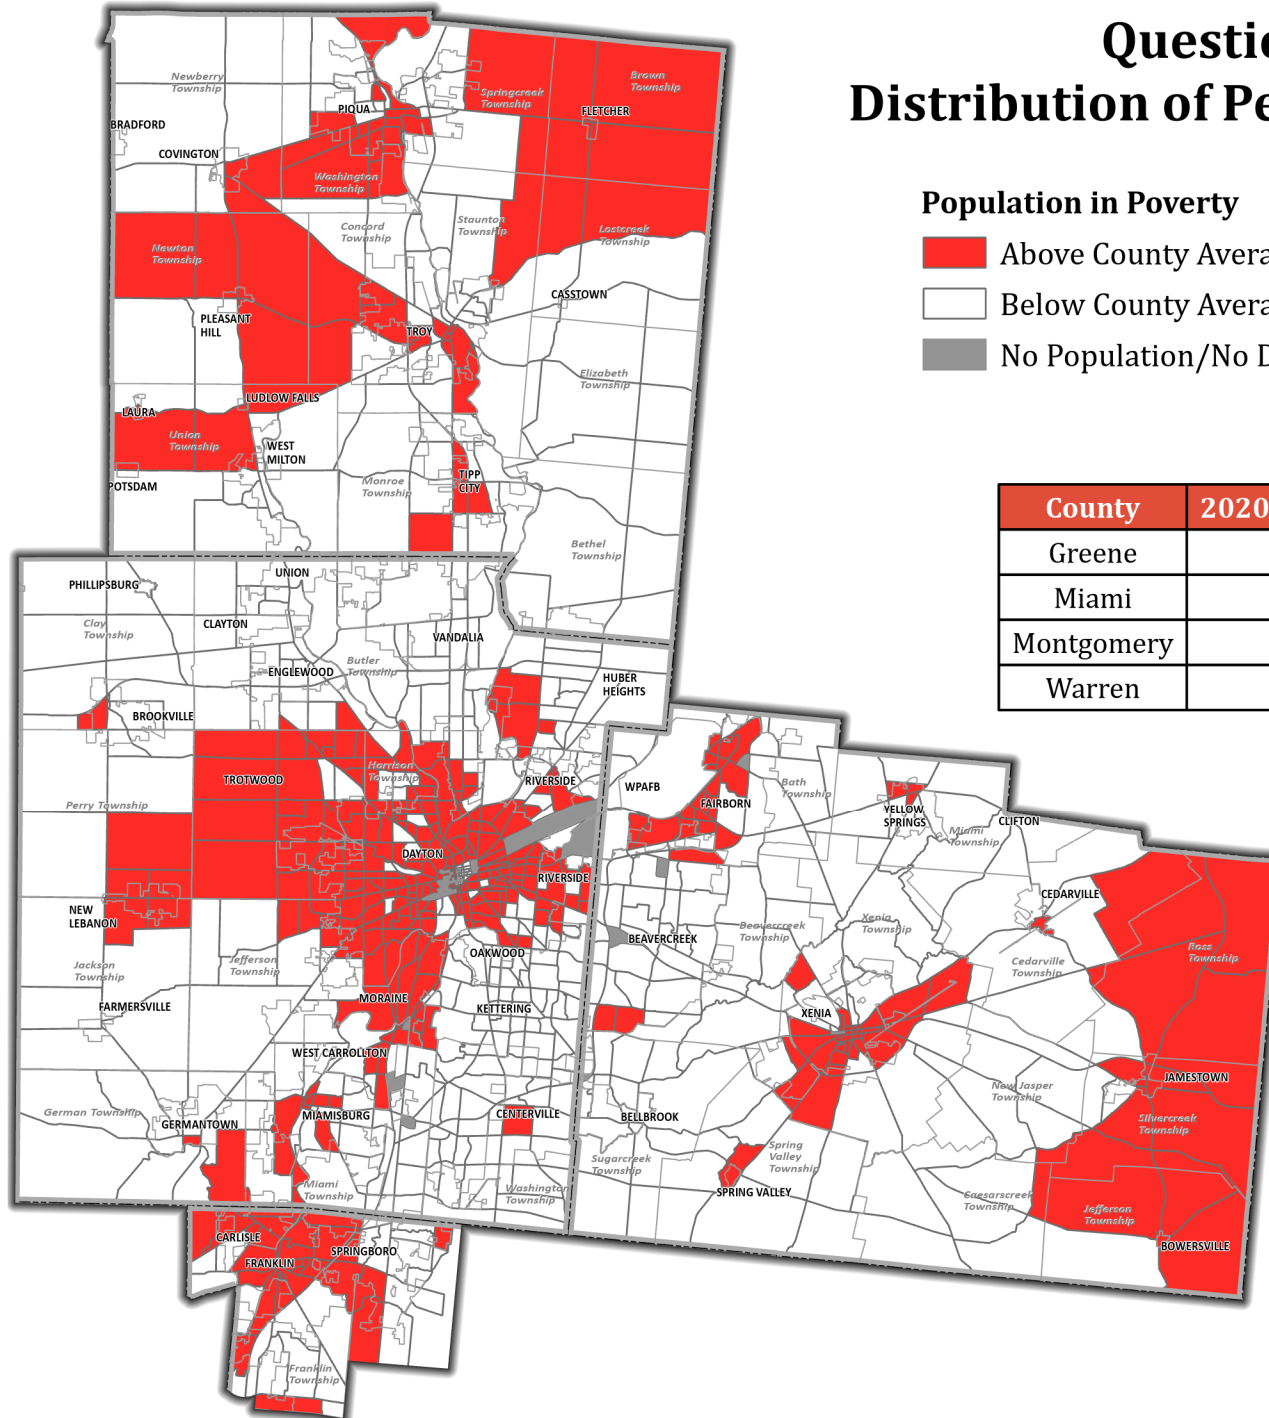 Questio
Distribution of Pe
Population in Poverty
Above County Avera
Below County Avera
No Population/No D
County 2020
Greene
Miami
Montgomery
Warren
Newberry
Township
BRADFORD
COVINGTON
PIQUA
Springcreek
Township
Brown
Township
FLETCHER
Washington
Township
Concord
Township
Staunton
Township
Lostcreek
Township
Newton
Township
PLEASANT
HILL
TROY
CASSTOWN
Elizabeth
Township
LUDLOW FALLS
LAURA
Union
Township
WEST
MILTON
POTSDAM
Monroe
Township
TIPP
CITY
Bethel
Township
PHILLIPSBURG
UNION
Clay
Township
CLAYTON
VANDALIA
Butler
Township
ENGLEWOOD
HUBER
HEIGHTS
BROOKVILLE
TROTWOOD
Harrison
Township
RIVERSIDE
WPAFB
Perry Township
DAYTON
RIVERSIDE
NEW
LEBANON
Jackson
Township
Jefferson
Township
OAKWOOD
FARMERSVILLE
MORAINE
KETTERING
WEST CARROLLTON
German Township
GERMANTOWN
MIAMISBURG
CENTERVILLE
Miami
Township
Washington
Township
FAIRBORN
Bath
Township
YELLOW
SPRINGS
Miami
Township
CLIFTON
CEDARVILLE
BEAVERCREEK
Beavercreek
Township
Xenia
Township
Cedarville
Township
Ross
Township
XENIA
New Jasper
Township
JAMESTOWN
Silvercreek
Township
BELLBROOK
Sugarcreek
Township
Spring
Valley
Township
SPRING VALLEY
Caesarscreek
Township
Jefferson
Township
BOWERSVILLE
CARLISLE
FRANKLIN
SPRINGBORO
Franklin
Township